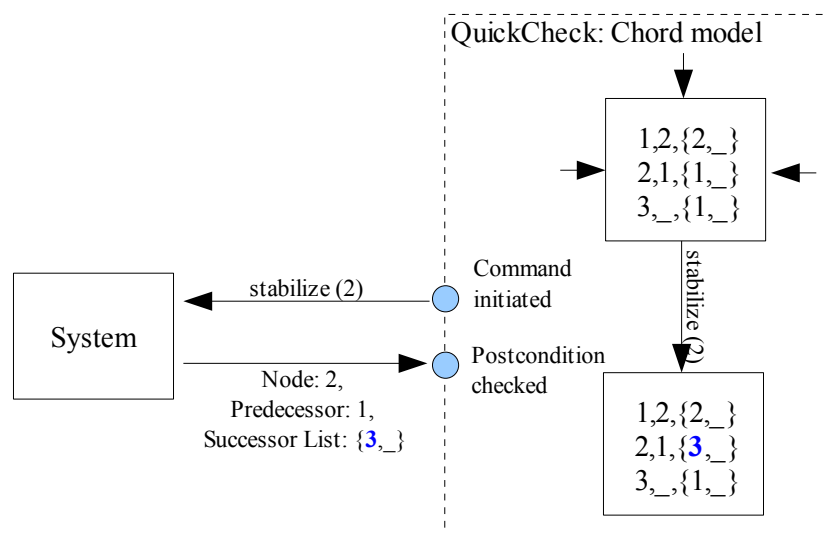 QuickCheck: Chord model
1,2,{2,_}
2,1,{1,_}
3,_,{1,_}
stabilize (2)
Command
initiated
stabilize (2)
System
Postcondition
checked
Node: 2,
Predecessor: 1,
Successor List: {3,_}
1,2,{2,_}
2,1,{3,_}
3,_,{1,_}